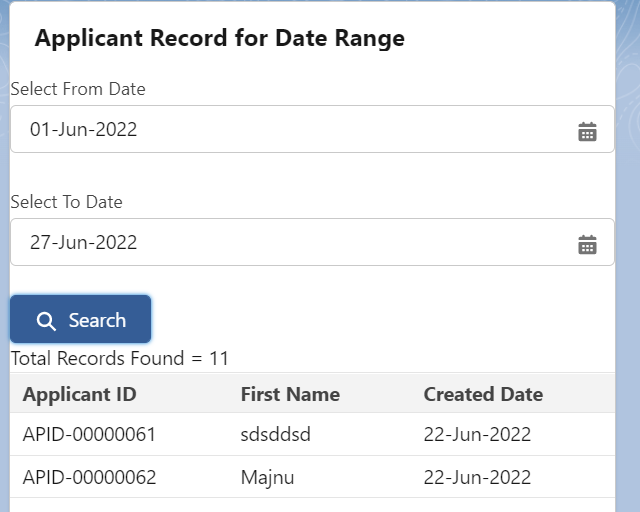 Applicant Record for Date Range
Select From Date
01-Jun-2022
Select To Date
27-Jun-2022
Search
Total Records Found = 11
Applicant ID First Name Created Date
APID-00000061 sdsddsd 22-Jun-2022
APID-00000062 Majnu 22-Jun-2022